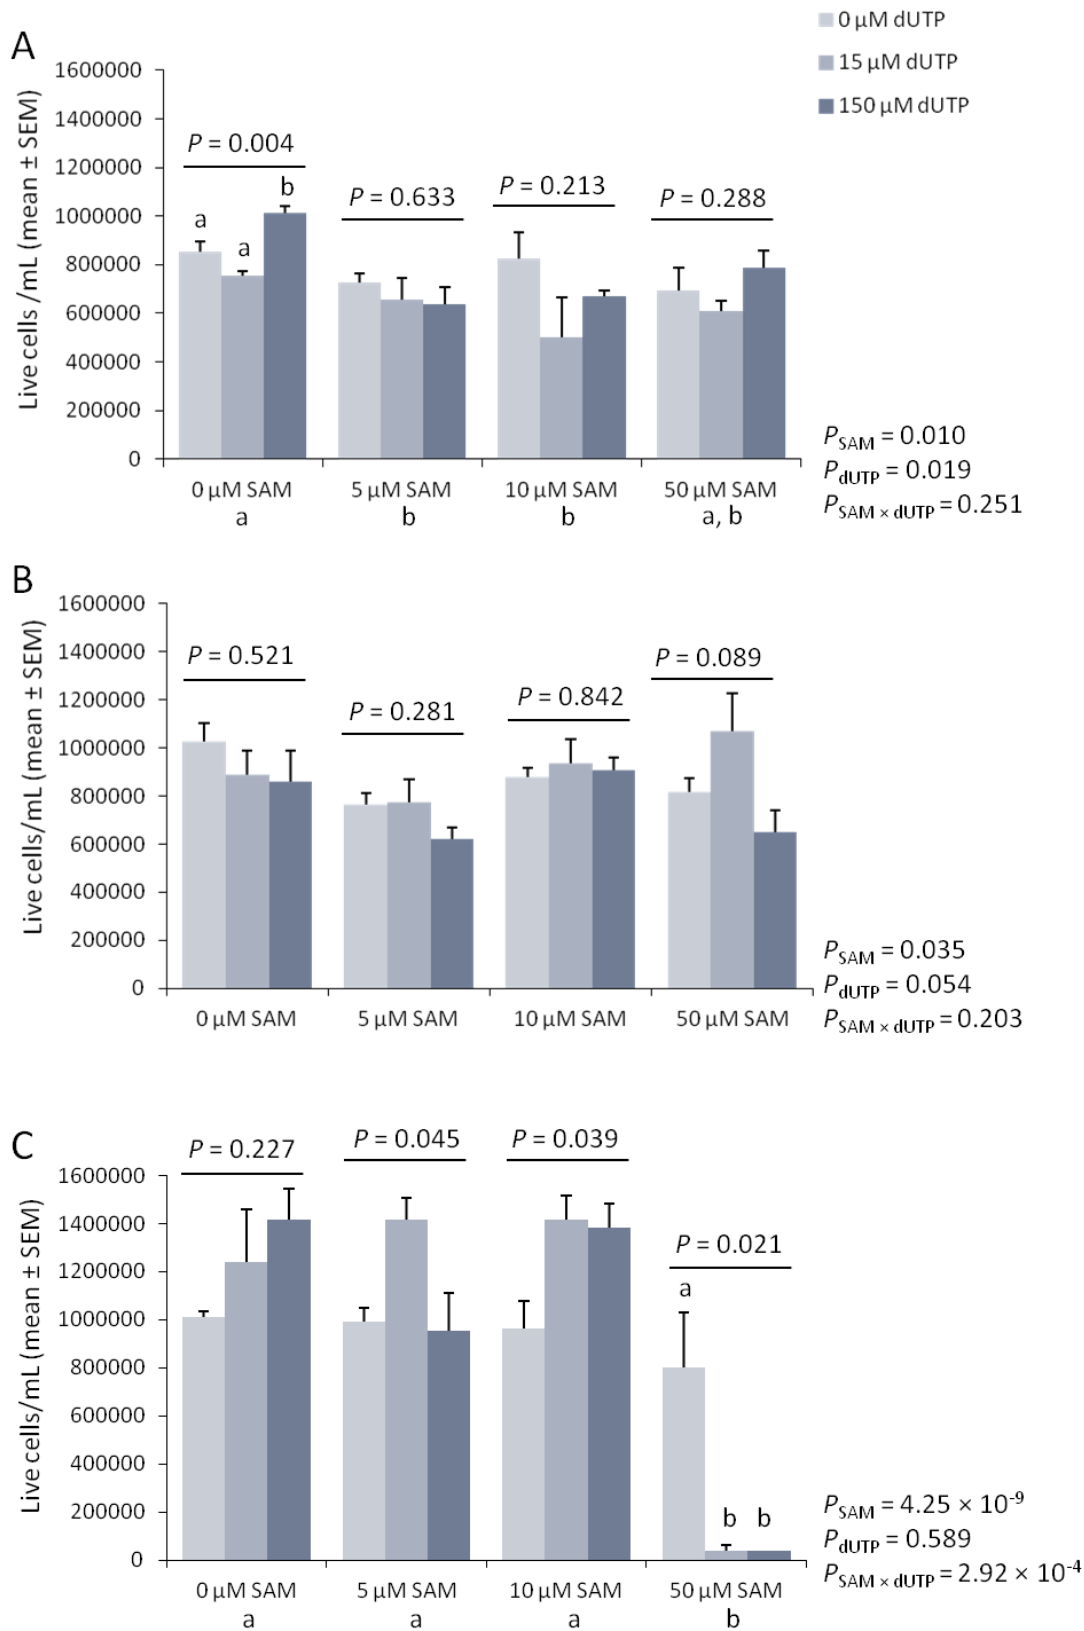 0 µM dUTP
15 µM dUTP
150 µM dUTP
A
Live cells /mL (mean ± SEM)
1600000
1400000
1200000
1000000
800000
600000
400000
200000
0
P = 0.004
a
a
b
P = 0.633
P = 0.213
P = 0.288
0 µM SAM
5 µM SAM
10 µM SAM
50 µM SAM
a
b
b
a, b
PSAM = 0.010
PdUTP = 0.019
PSAM × dUTP = 0.251
B
Live cells/mL (mean ± SEM)
1600000
1400000
1200000
1000000
800000
600000
400000
200000
0
P = 0.521
P = 0.281
P = 0.842
P = 0.089
0 µM SAM
5 µM SAM
10 µM SAM
50 µM SAM
PSAM = 0.035
PdUTP = 0.054
PSAM × dUTP = 0.203
C
Live cells/mL (mean ± SEM)
1600000
1400000
1200000
1000000
800000
600000
400000
200000
0
P = 0.227
P = 0.045
P = 0.039
P = 0.021
a
b
b
0 µM SAM
5 µM SAM
10 µM SAM
50 µM SAM
a
a
a
b
PSAM = 4.25 × 10⁻⁹
PdUTP = 0.589
PSAM × dUTP = 2.92 × 10⁻⁴